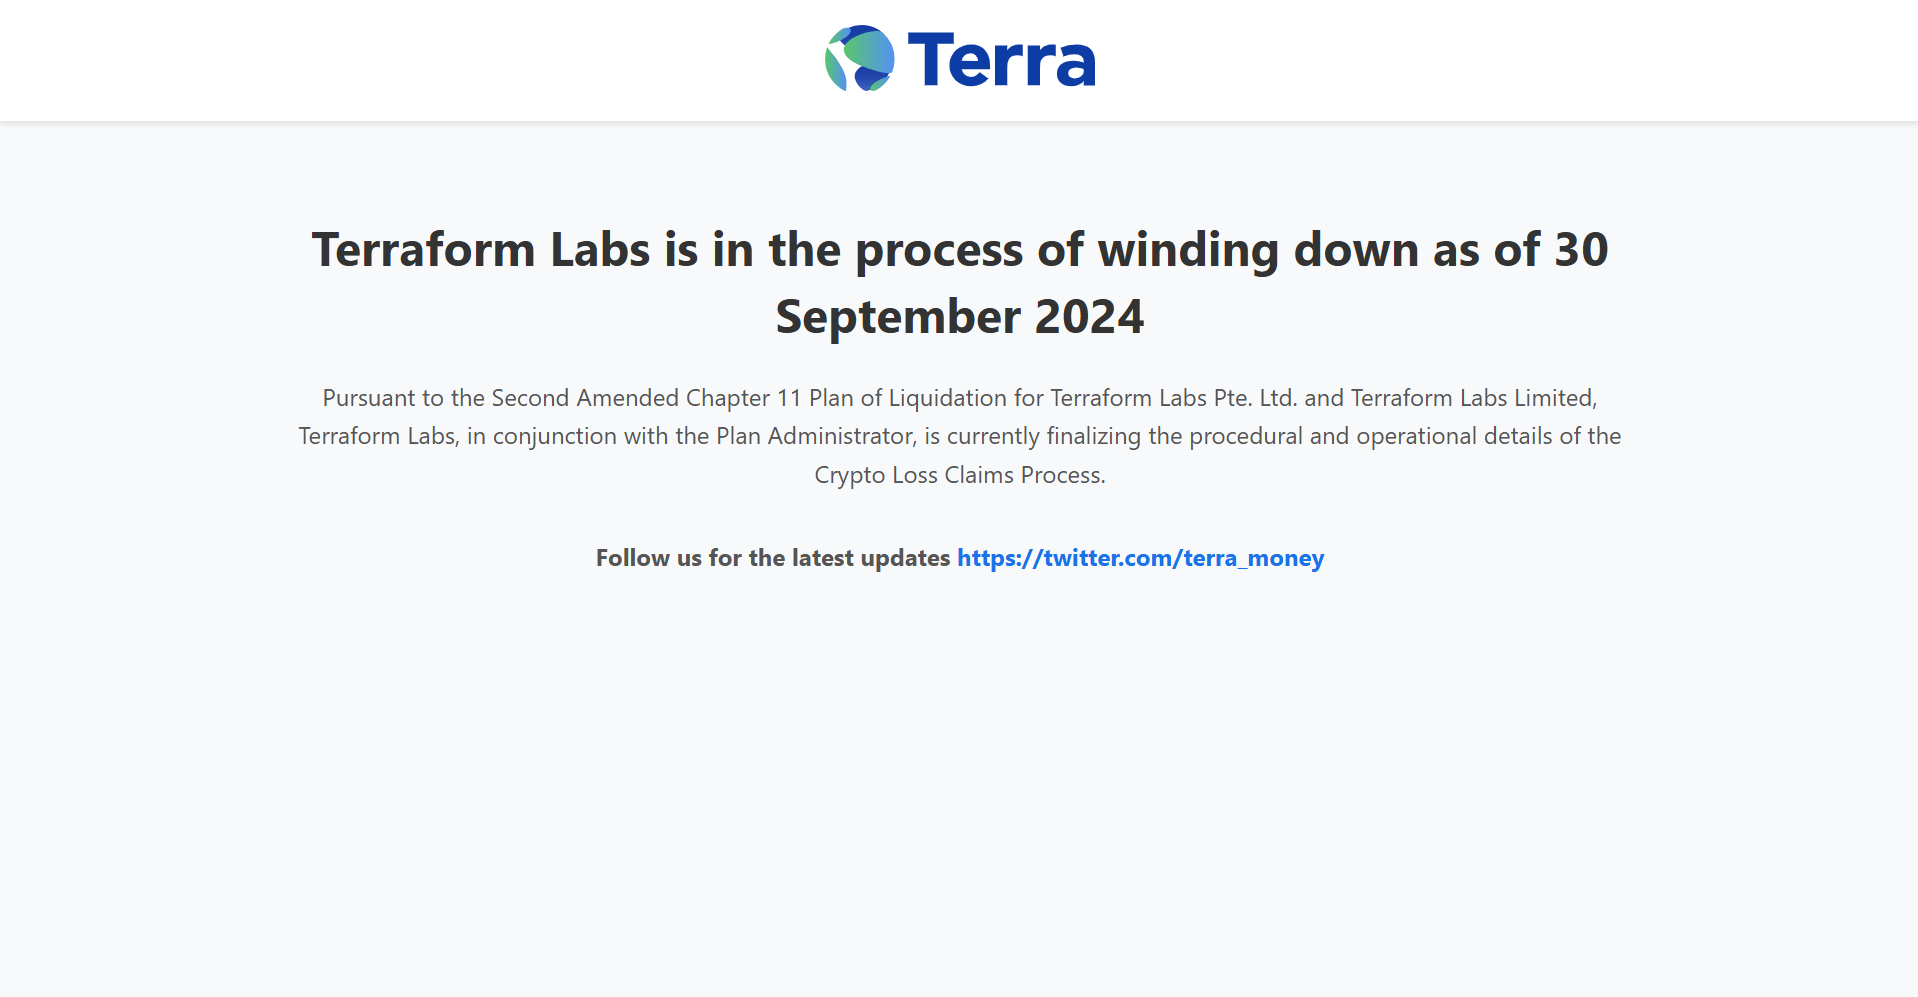 Terra
Terraform Labs is in the process of winding down as of 30
September 2024
Pursuant to the Second Amended Chapter 11 Plan of Liquidation for Terraform Labs Pte. Ltd. and Terraform Labs Limited,
Terraform Labs, in conjunction with the Plan Administrator, is currently finalizing the procedural and operational details of the
Crypto Loss Claims Process.
Follow us for the latest updates https://twitter.com/terra_money